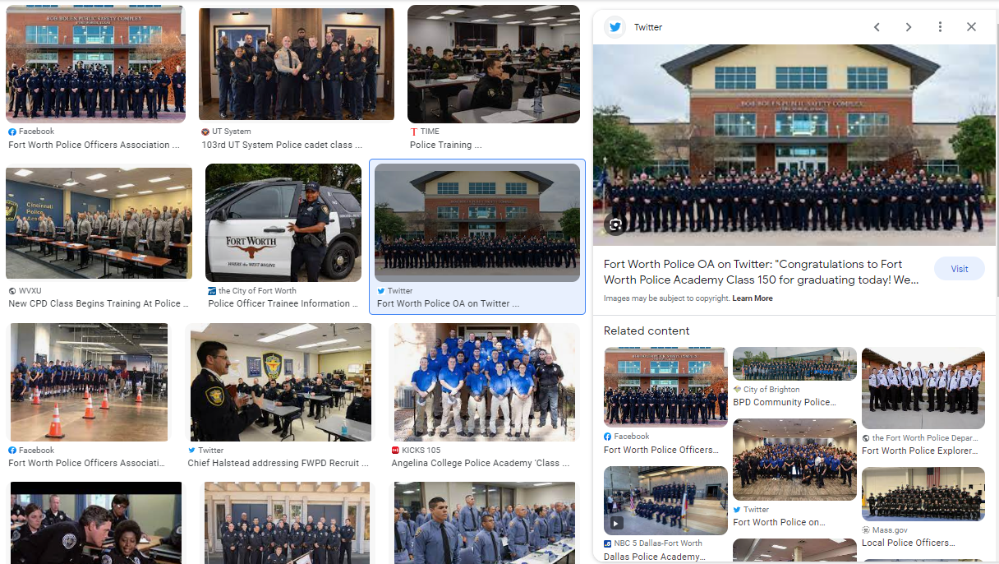 BOB BOLEN PUBLIC SAFETY COMPLEX
Facebook
Fort Worth Police Officers Association ...
UT System
103rd UT System Police cadet class ...
TIME
Police Training ...
Cincinnati
Police
WVXU
New CPD Class Begins Training At Police ...
FORT WORTH
WHERE the WEST BEGINS
the City of Fort Worth
Police Officer Trainee Information ...
Twitter
Fort Worth Police OA on Twitter ...
Facebook
Fort Worth Police Officers Associati...
Twitter
Chief Halstead addressing FWPD Recruit ...
KICKS 105
Angelina College Police Academy 'Class ...
Twitter
BOB BOLEN PUBLIC SAFETY COMPLEX
Fort Worth Police OA on Twitter: "Congratulations to Fort
Worth Police Academy Class 150 for graduating today! We...
Visit
Images may be subject to copyright. Learn More
Related content
Facebook
Fort Worth Police Officers...
NBC 5 Dallas-Fort Worth
Dallas Police Academy...
City of Brighton
BPD Community Police...
Twitter
Fort Worth Police on...
the Fort Worth Police Depar...
Fort Worth Police Explorer...
Mass.gov
Local Police Officers...